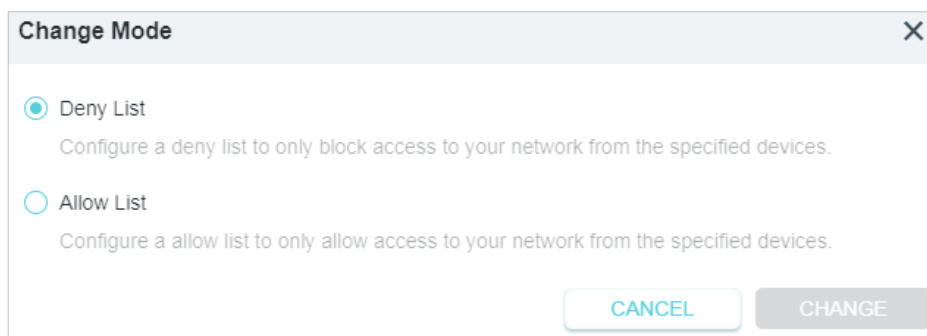 Change Mode
Deny List
Configure a deny list to only block access to your network from the specified devices.
Allow List
Configure a allow list to only allow access to your network from the specified devices.
CANCEL CHANGE